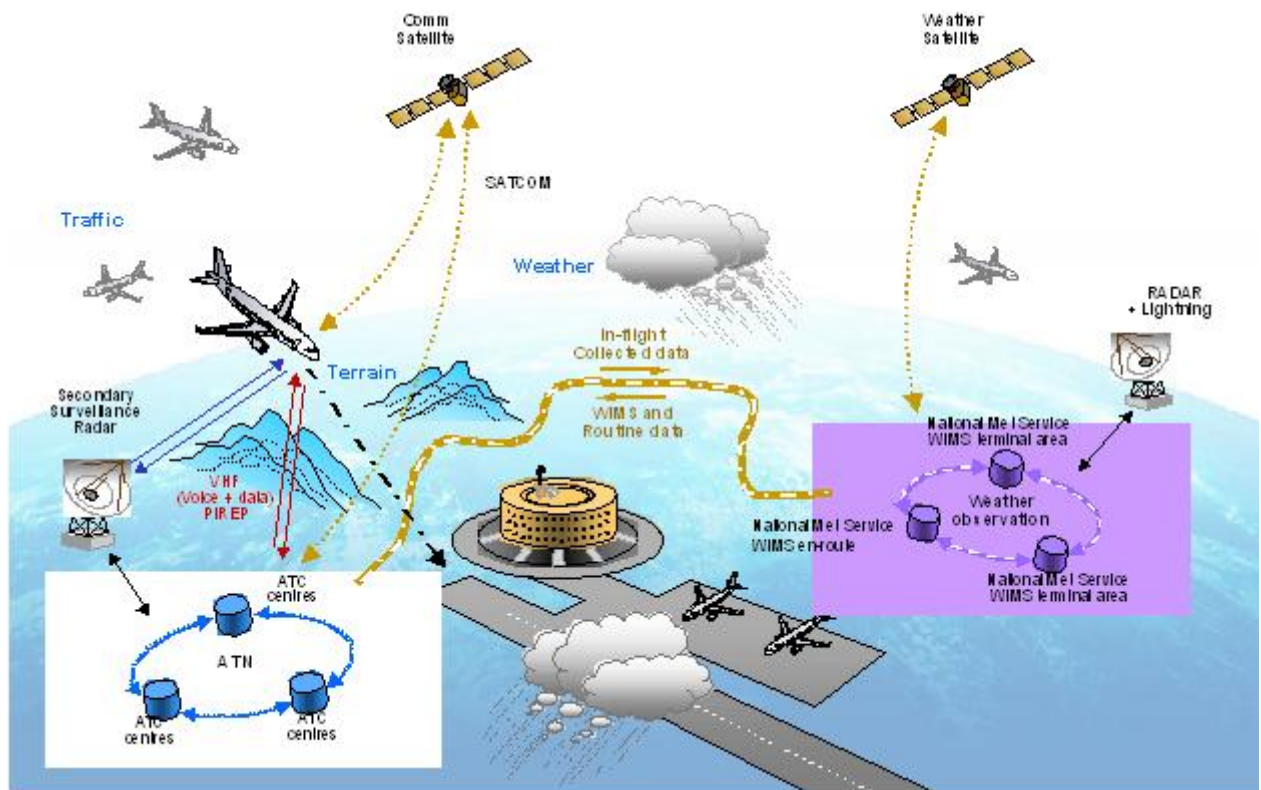 Comm
Satellite
Weather
Satellite
SATCOM
Traffic
Weather
RADAR
+ Lightning
In-flight
Collected data
Terrain
Secondary
Surveillance
Radar
WIMS and
Routine data
National Met Service
WIMS terminal area
VHF
(Voice + data)
PIREP
Weather
observation
National Met Service
WIMS en-route
ATC
centres
National Met Service
WIMS terminal area
ATN
ATC
centres
ATC
centres